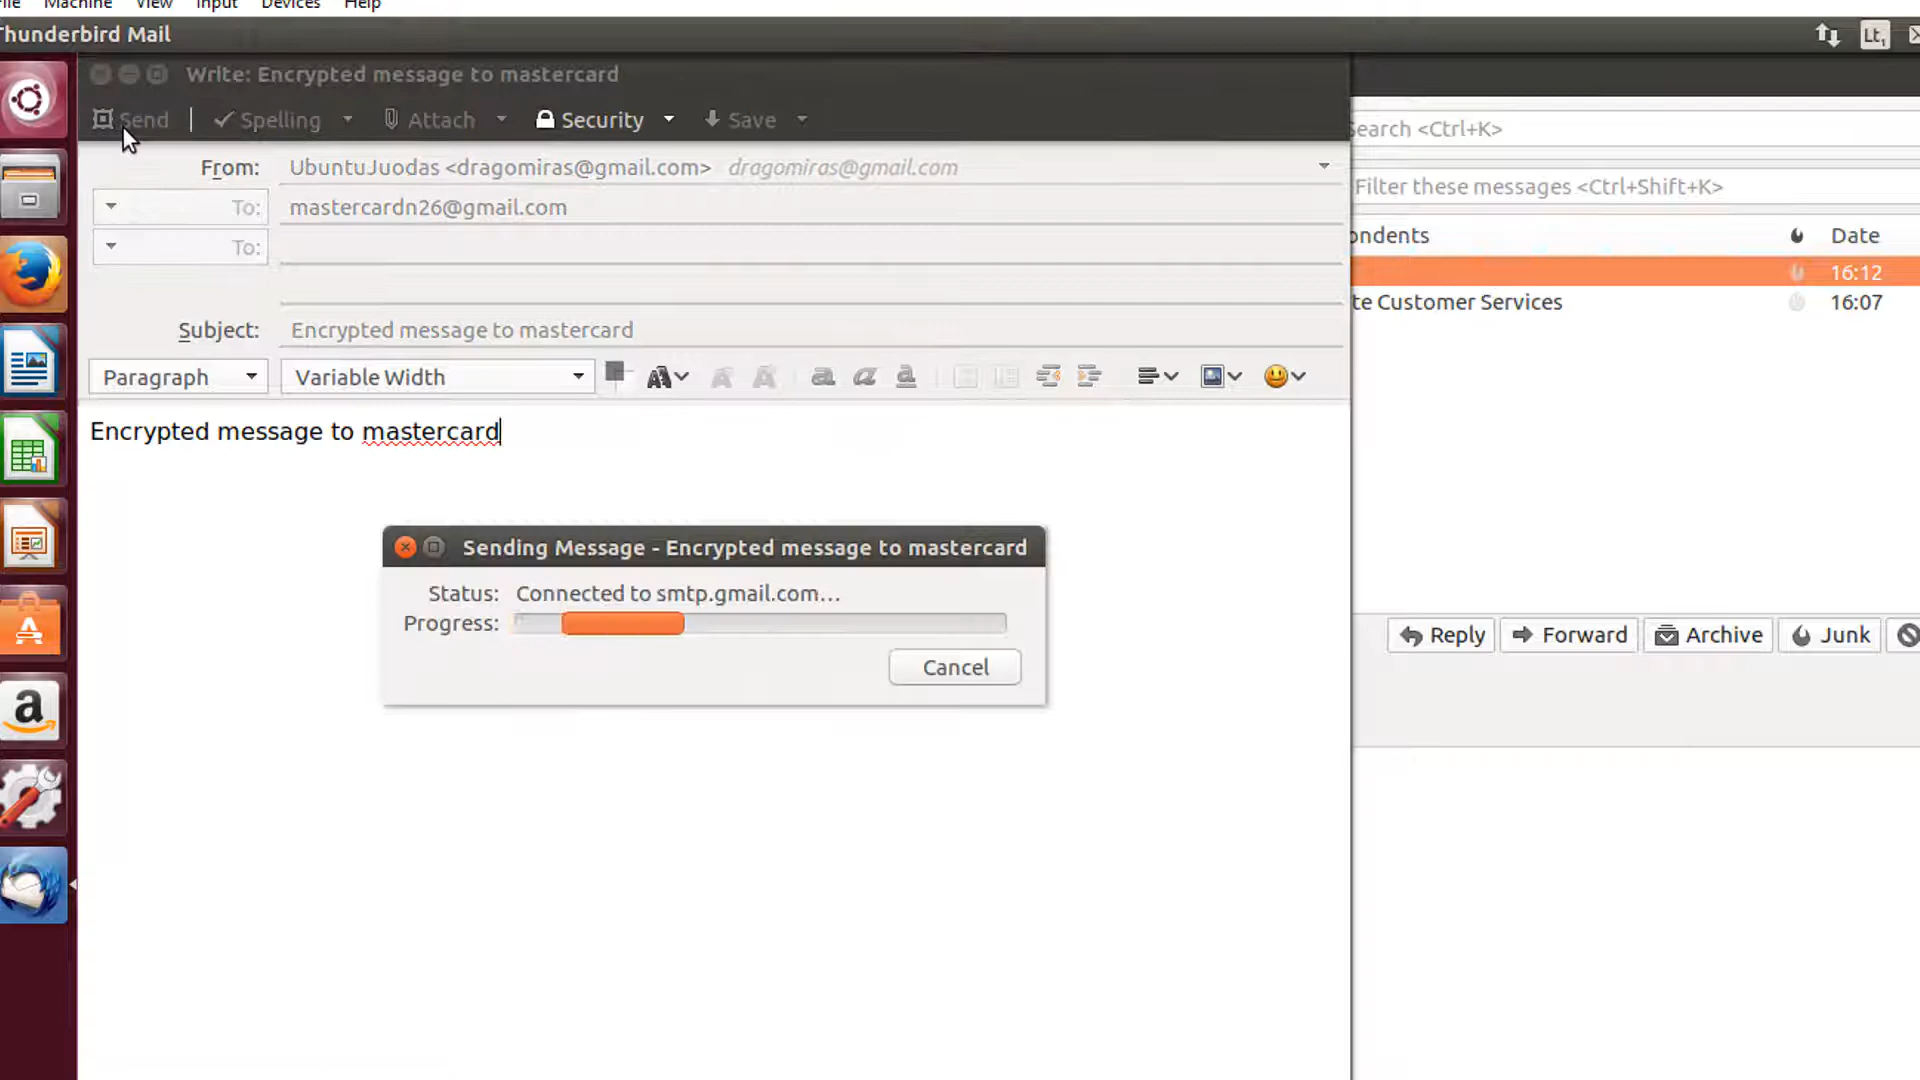 File Machine View Input Devices Help
Thunderbird Mail
Lt1
Write: Encrypted message to mastercard
Send Spelling Attach Security Save
Search <Ctrl+K>
From: UbuntuJuodas <dragomiras@gmail.com> dragomiras@gmail.com
Filter these messages <Ctrl+Shift+K>
To: mastercardn26@gmail.com
To:
ondents Date
16:12
te Customer Services 16:07
Subject: Encrypted message to mastercard
Paragraph Variable Width
Encrypted message to mastercard
Sending Message - Encrypted message to mastercard
Status: Connected to smtp.gmail.com...
Progress:
Cancel
Reply Forward Archive Junk